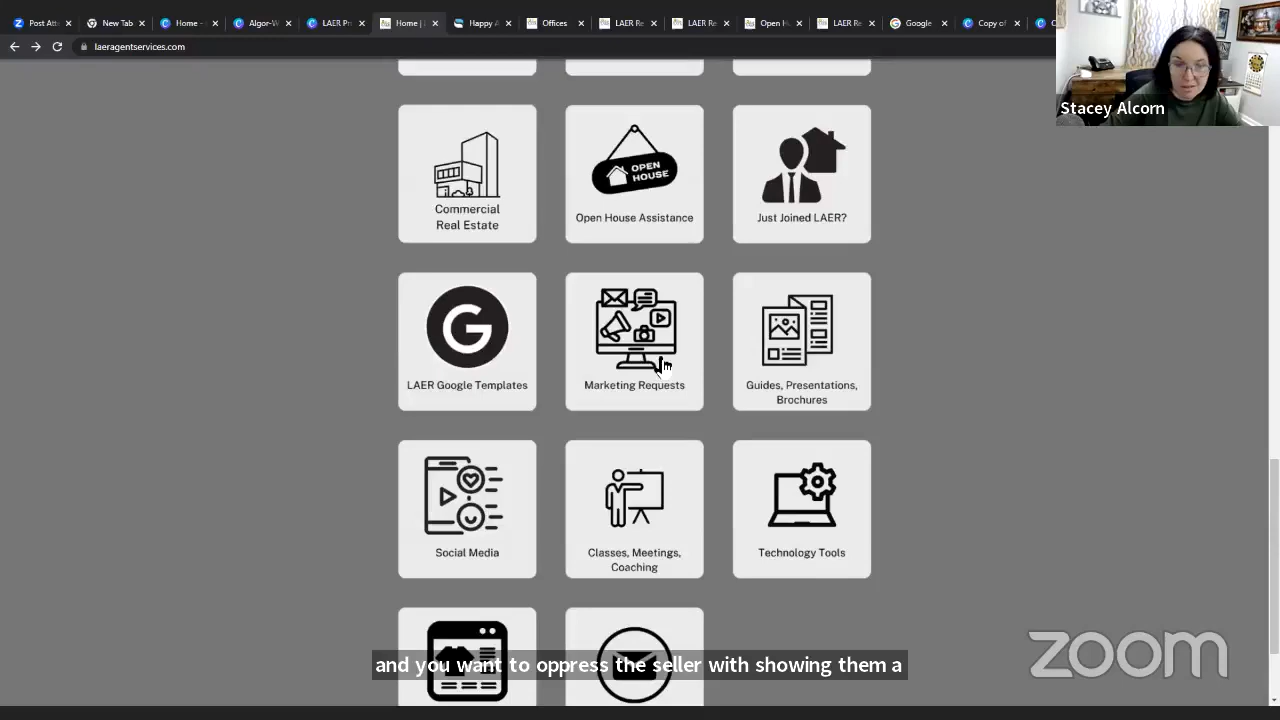 Post Att
New Tab
Home -
Algor-W
LAER Pr
Home |
Happy A
Offices
LAER Re
LAER Re
Open H
LAER Re
Google
Copy of
laeragentservices.com
Stacey Alcorn
Commercial
Real Estate
OPEN
HOUSE
Open House Assistance
Just Joined LAER?
G
LAER Google Templates
Marketing Requests
Guides, Presentations,
Brochures
Social Media
Classes, Meetings,
Coaching
Technology Tools
and you want to oppress the seller with showing them a
zoom